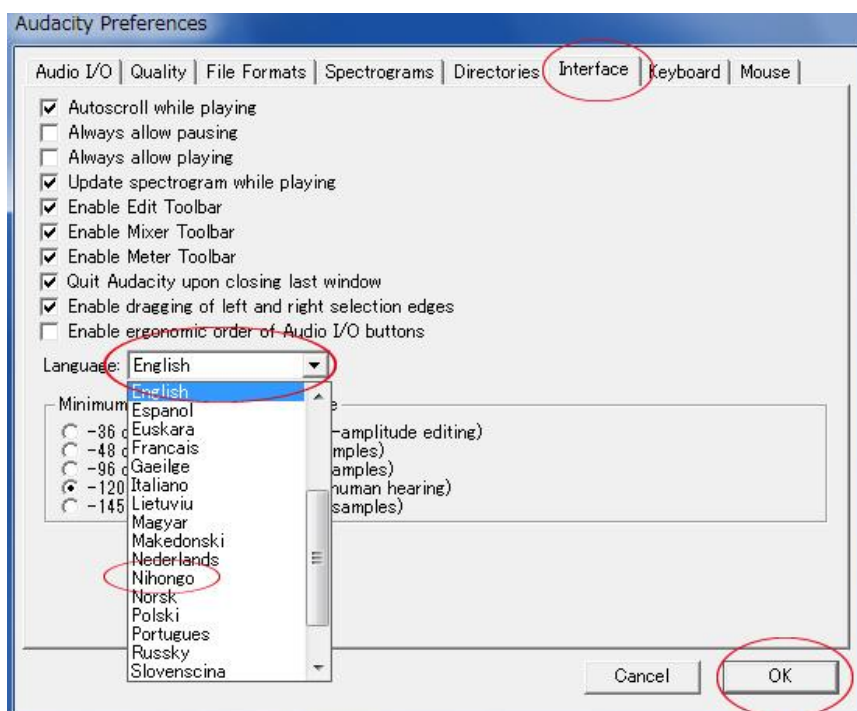 Audacity Preferences
Audio I/O Quality File Formats Spectrograms Directories Interface Keyboard Mouse
Autoscroll while playing
Always allow pausing
Always allow playing
Update spectrogram while playing
Enable Edit Toolbar
Enable Mixer Toolbar
Enable Meter Toolbar
Quit Audacity upon closing last window
Enable dragging of left and right selection edges
Enable ergonomic order of Audio I/O buttons
Language: English
English
Minimum
Espanol
-36 d Euskara -amplitude editing)
-48 Francais
-96 Gaeilge
-120 Italiano human hearing)
-145 Lietuviu samples)
Magyar
Makedonski
Nederlands
Nihongo
Norsk
Polski
Portugues
Russky
Slovenscina
Cancel OK